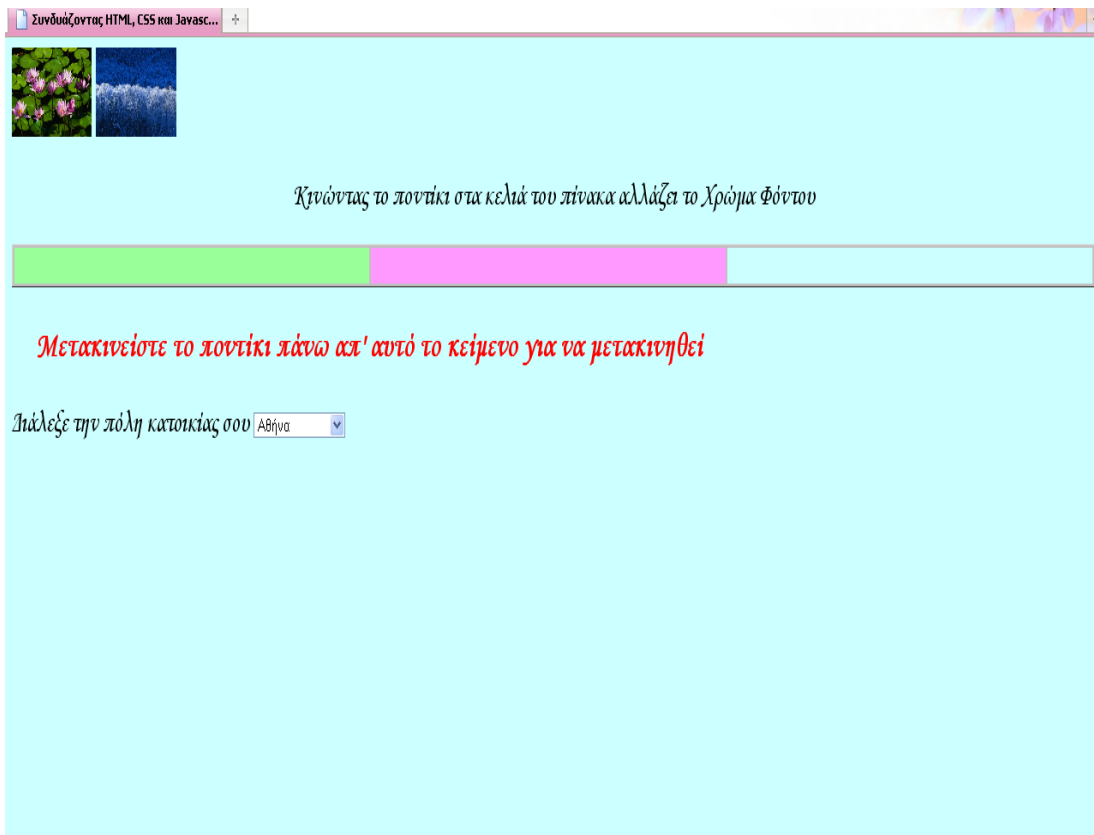 Συνδυάζοντας HTML, CSS και Javasc...
Κινώντας το ποντίκι στα κελιά του πίνακα αλλάζει το Χρώμα Φόντου
Μετακινείστε το ποντίκι πάνω απ' αυτό το κείμενο για να μετακινηθεί
Διάλεξε την πόλη κατοικίας σου Αθήνα